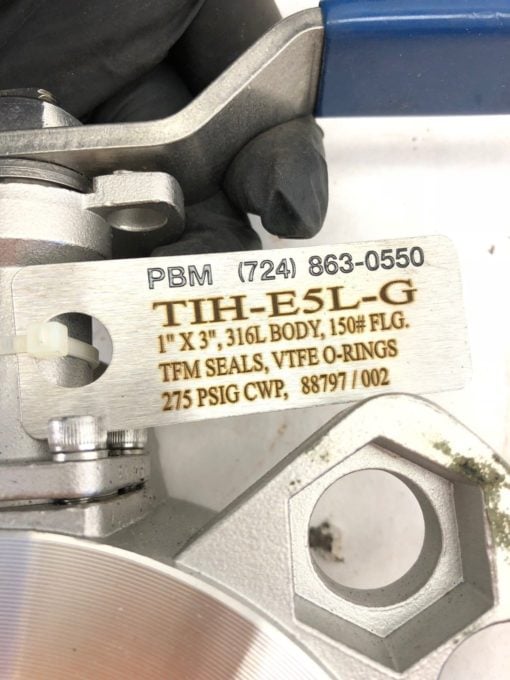 PBM (724) 863-0550
TIH-E5L-G
1" X 3", 316L BODY, 150# FLG.
TFM SEALS, VTFE O-RINGS
275 PSIG CWP, 88797 / 002